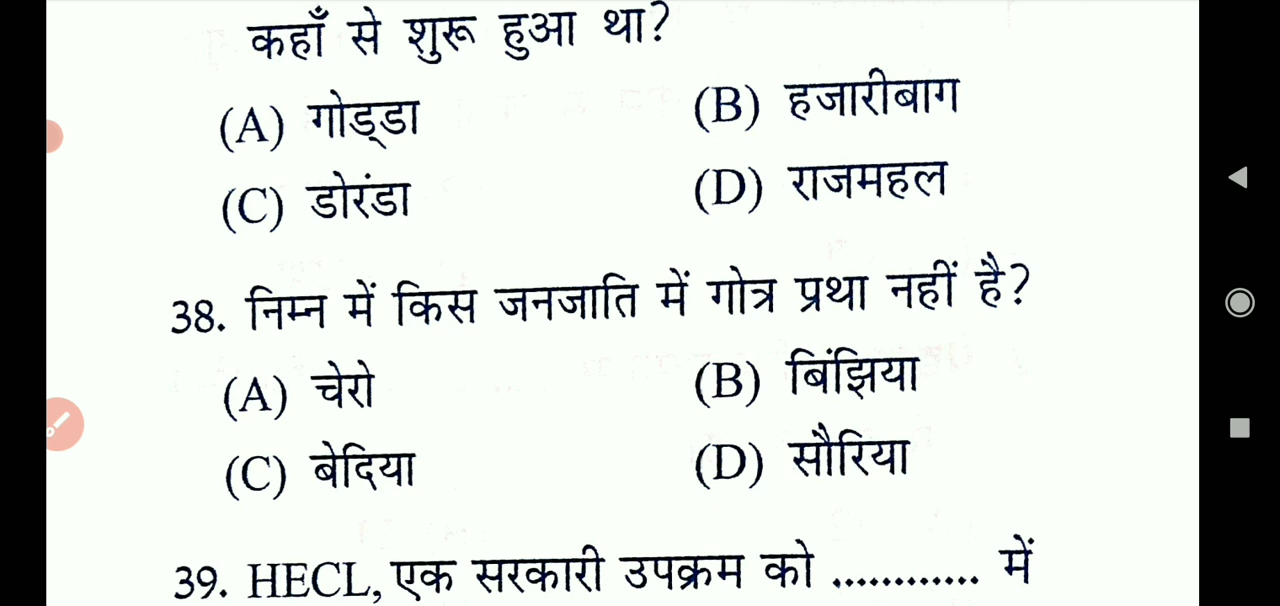 कहाँ से शुरू हुआ था?
(A) गोड्डा (B) हजारीबाग
(C) डोरंडा (D) राजमहल
38. निम्न में किस जनजाति में गोत्र प्रथा नहीं है?
(A) चेरो (B) बिंझिया
(C) बेदिया (D) सौरिया
39. HECL, एक सरकारी उपक्रम को ............ में